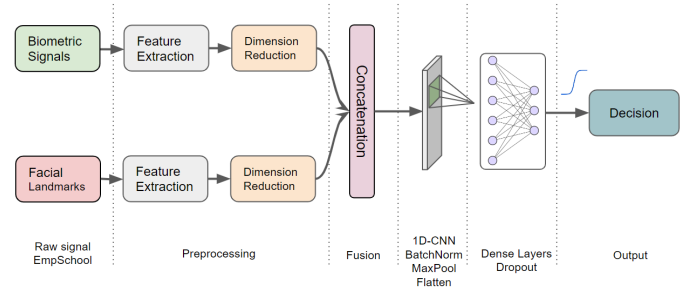 Biometric
Signals
Feature
Extraction
Dimension
Reduction
Concatenation
Decision
Facial
Landmarks
Feature
Extraction
Dimension
Reduction
Raw signal
EmpSchool
Preprocessing
Fusion
1D-CNN
BatchNorm
MaxPool
Flatten
Dense Layers
Dropout
Output